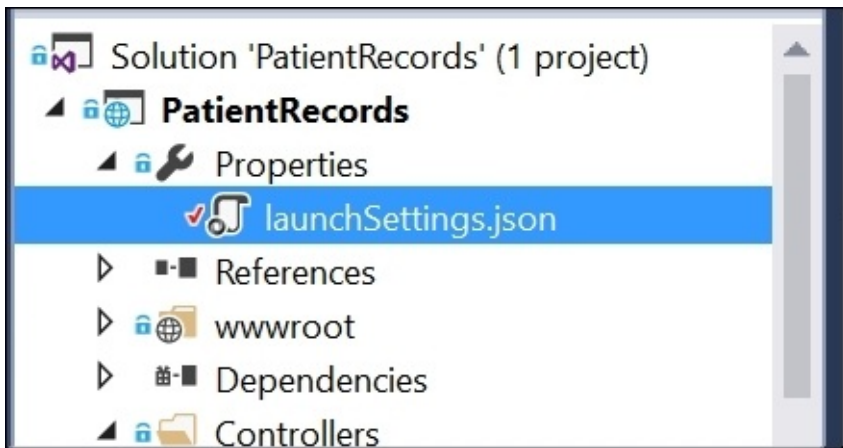 Solution 'PatientRecords' (1 project)
PatientRecords
Properties
launchSettings.json
References
wwwroot
Dependencies
Controllers